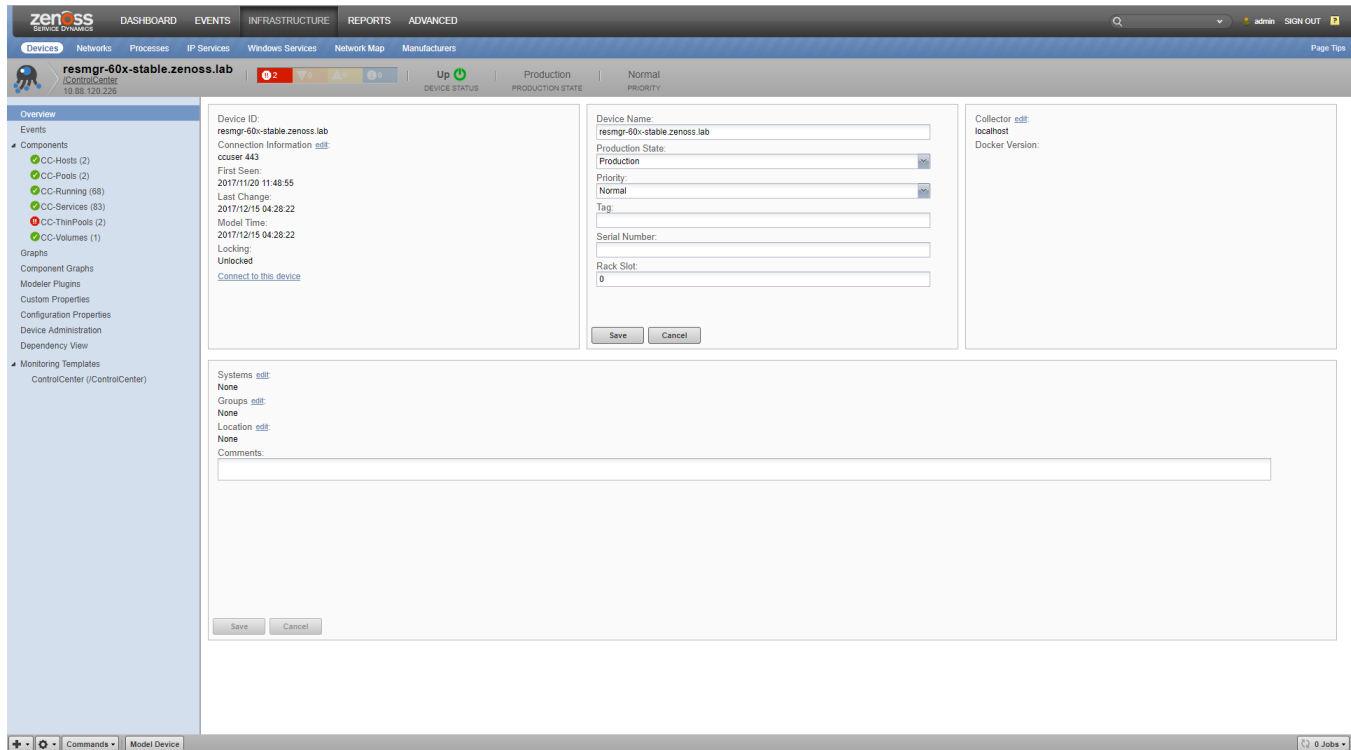 zenoss
SERVICE DYNAMICS
DASHBOARD EVENTS INFRASTRUCTURE REPORTS ADVANCED
admin SIGN OUT ?
Devices Networks Processes IP Services Windows Services Network Map Manufacturers
Page Tips
resmgr-60x-stable.zenoss.lab
/ControlCenter
10.88.120.226
2
Up
DEVICE STATUS
Production
PRODUCTION STATE
Normal
PRIORITY
Overview
Events
Components
CC-Hosts (2)
CC-Pools (2)
CC-Running (68)
CC-Services (83)
CC-ThinPools (2)
CC-Volumes (1)
Graphs
Component Graphs
Modeler Plugins
Custom Properties
Configuration Properties
Device Administration
Dependency View
Monitoring Templates
ControlCenter (/ControlCenter)
Device ID:
resmgr-60x-stable.zenoss.lab
Connection Information edit:
ccuser 443
First Seen:
2017/11/20 11:48:55
Last Change:
2017/12/15 04:28:22
Model Time:
2017/12/15 04:28:22
Locking:
Unlocked
Connect to this device
Device Name:
resmgr-60x-stable.zenoss.lab
Production State:
Production
Priority:
Normal
Tag:
Serial Number:
Rack Slot:
0
Save Cancel
Collector edit:
localhost
Docker Version:
Systems edit:
None
Groups edit:
None
Location edit:
None
Comments:
Save Cancel
Commands
Model Device
0 Jobs